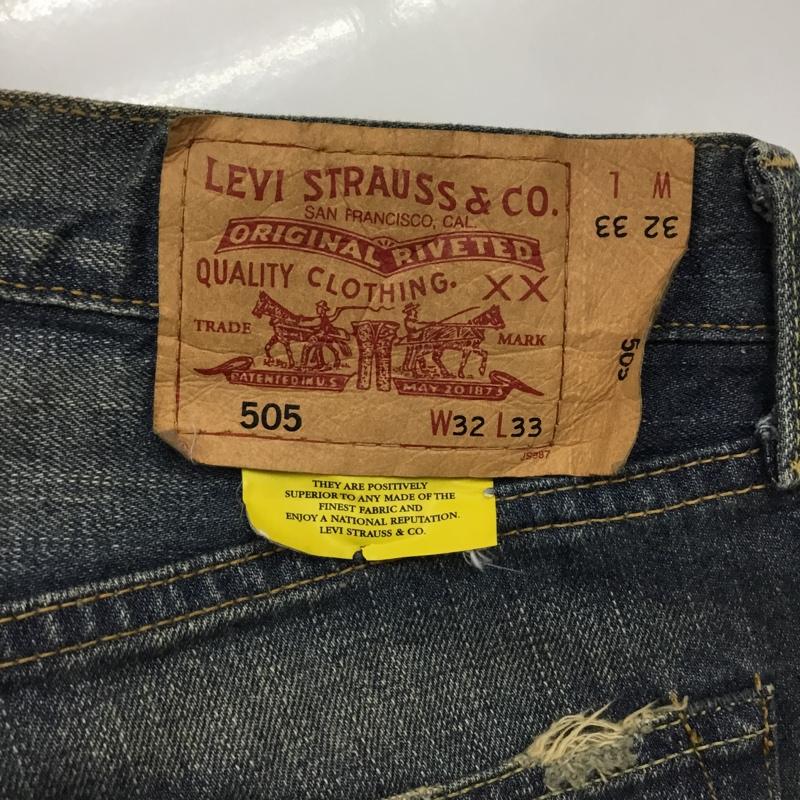 LEVI STRAUSS & CO.
SAN FRANCISCO, CAL.
ORIGINAL RIVETED
QUALITY CLOTHING. XX
TRADE MARK
PATENTED IN U.S. MAY 20 1873
505 W32 L33
JS987
W L
32 33
505
THEY ARE POSITIVELY
SUPERIOR TO ANY MADE OF THE
FINEST FABRIC AND
ENJOY A NATIONAL REPUTATION.
LEVI STRAUSS & CO.